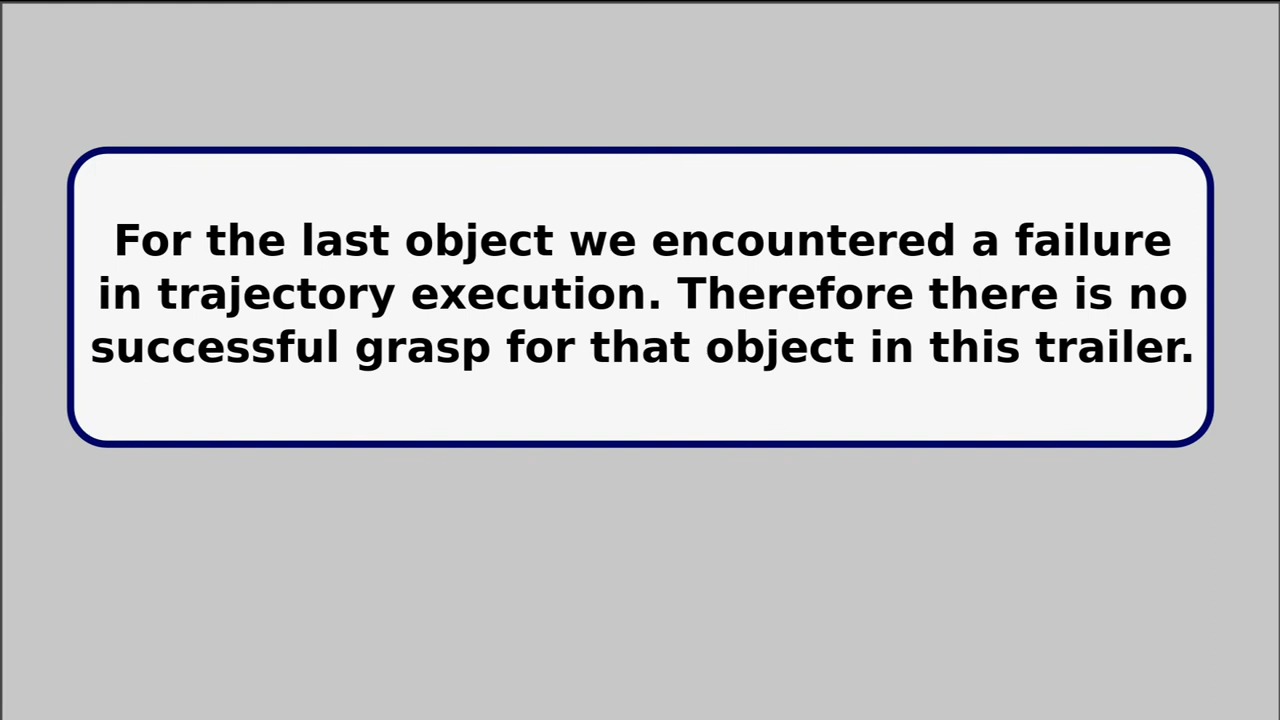 For the last object we encountered a failure
in trajectory execution. Therefore there is no
successful grasp for that object in this trailer.